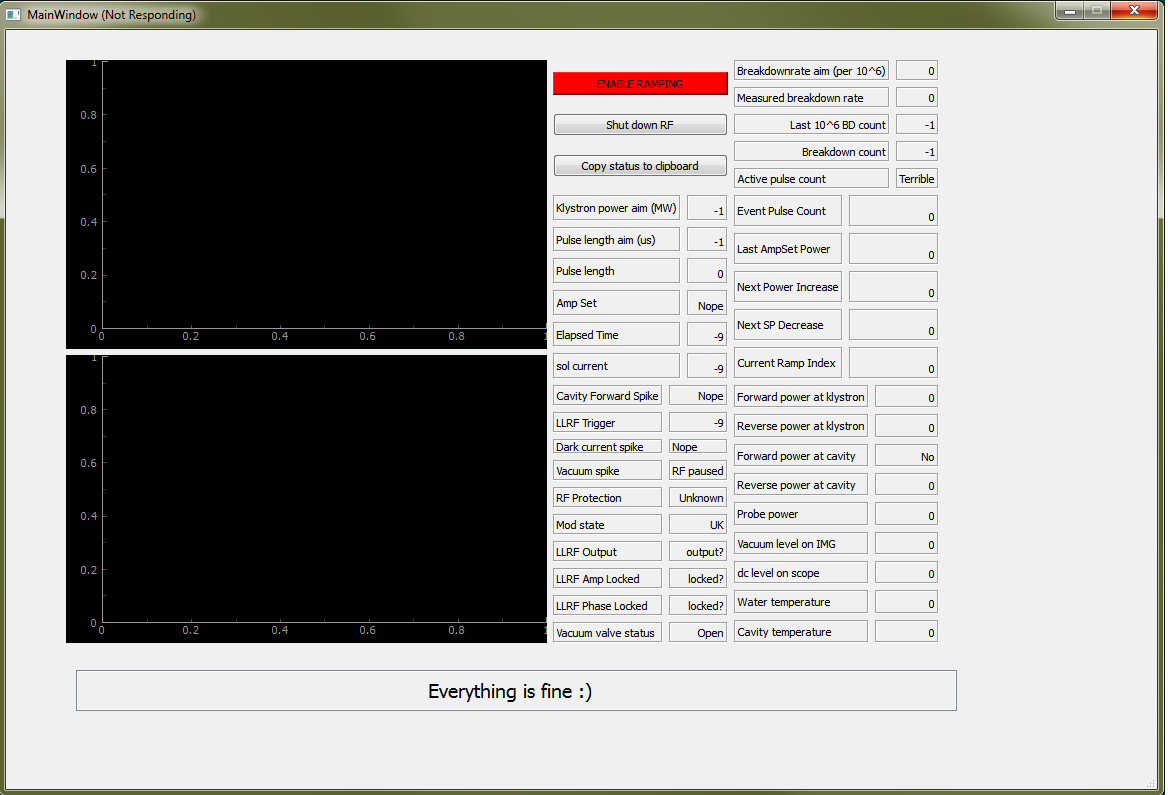 MainWindow (Not Responding)
1
0.8
0.6
0.4
0.2
0
0 0.2 0.4 0.6 0.8 1
1
0.8
0.6
0.4
0.2
0
0 0.2 0.4 0.6 0.8 1
ENABLE RAMPING
Shut down RF
Copy status to clipboard
Klystron power aim (MW) -1
Pulse length aim (us) -1
Pulse length 0
Amp Set Nope
Elapsed Time -9
sol current -9
Cavity Forward Spike Nope
LLRF Trigger -9
Dark current spike Nope
Vacuum spike RF paused
RF Protection Unknown
Mod state UK
LLRF Output output?
LLRF Amp Locked locked?
LLRF Phase Locked locked?
Vacuum valve status Open
Breakdownrate aim (per 10^6) 0
Measured breakdown rate 0
Last 10^6 BD count -1
Breakdown count -1
Active pulse count Terrible
Event Pulse Count 0
Last AmpSet Power 0
Next Power Increase 0
Next SP Decrease 0
Current Ramp Index 0
Forward power at klystron 0
Reverse power at klystron 0
Forward power at cavity No
Reverse power at cavity 0
Probe power 0
Vacuum level on IMG 0
dc level on scope 0
Water temperature 0
Cavity temperature 0
Everything is fine :)